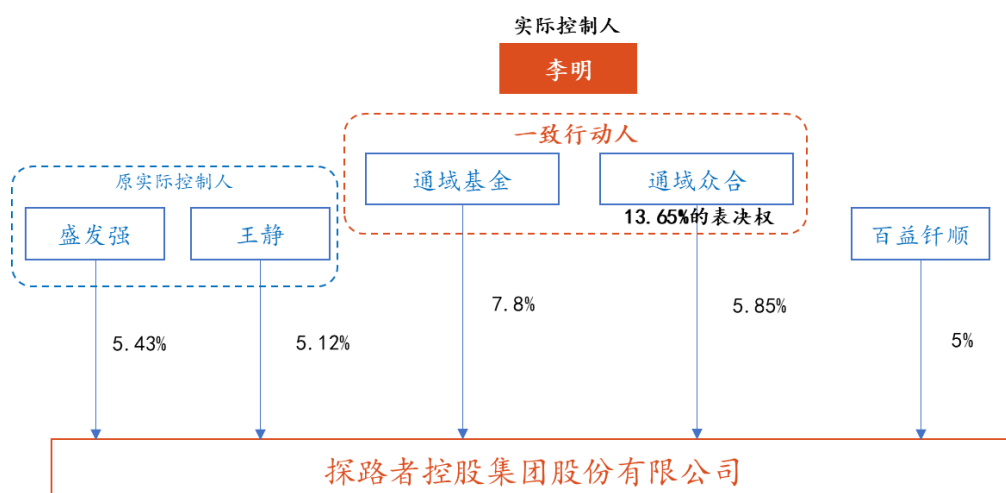 实际控制人
李明
一致行动人
原实际控制人
通域基金
通域众合
13.65%的表决权
盛发强
王静
百益钎顺
7.8%
5.85%
5.43%
5.12%
5%
探路者控股集团股份有限公司